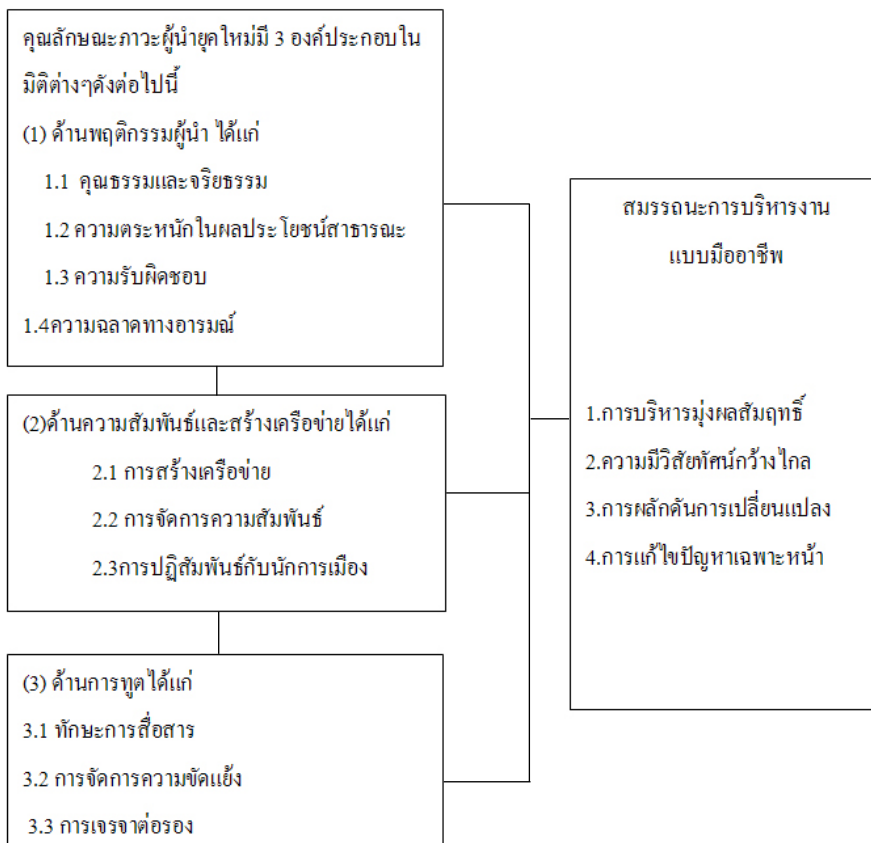 คุณลักษณะภาวะผู้นำยุคใหม่มี 3 องค์ประกอบใน
มิติต่างๆดังต่อไปนี้
(1) ด้านพฤติกรรมผู้นำ ได้แก่
1.1 คุณธรรมและจริยธรรม
1.2 ความตระหนักในผลประโยชน์สาธารณะ
1.3 ความรับผิดชอบ
1.4ความฉลาดทางอารมณ์
(2)ด้านความสัมพันธ์และสร้างเครือข่ายได้แก่
2.1 การสร้างเครือข่าย
2.2 การจัดการความสัมพันธ์
2.3การปฏิสัมพันธ์กับนักการเมือง
(3) ด้านการทูตได้แก่
3.1 ทักษะการสื่อสาร
3.2 การจัดการความขัดแย้ง
3.3 การเจรจาต่อรอง
สมรรถนะการบริหารงาน
แบบมืออาชีพ
1.การบริหารมุ่งผลสัมฤทธิ์
2.ความมีวิสัยทัศน์กว้างไกล
3.การผลักดันการเปลี่ยนแปลง
4.การแก้ไขปัญหาเฉพาะหน้า